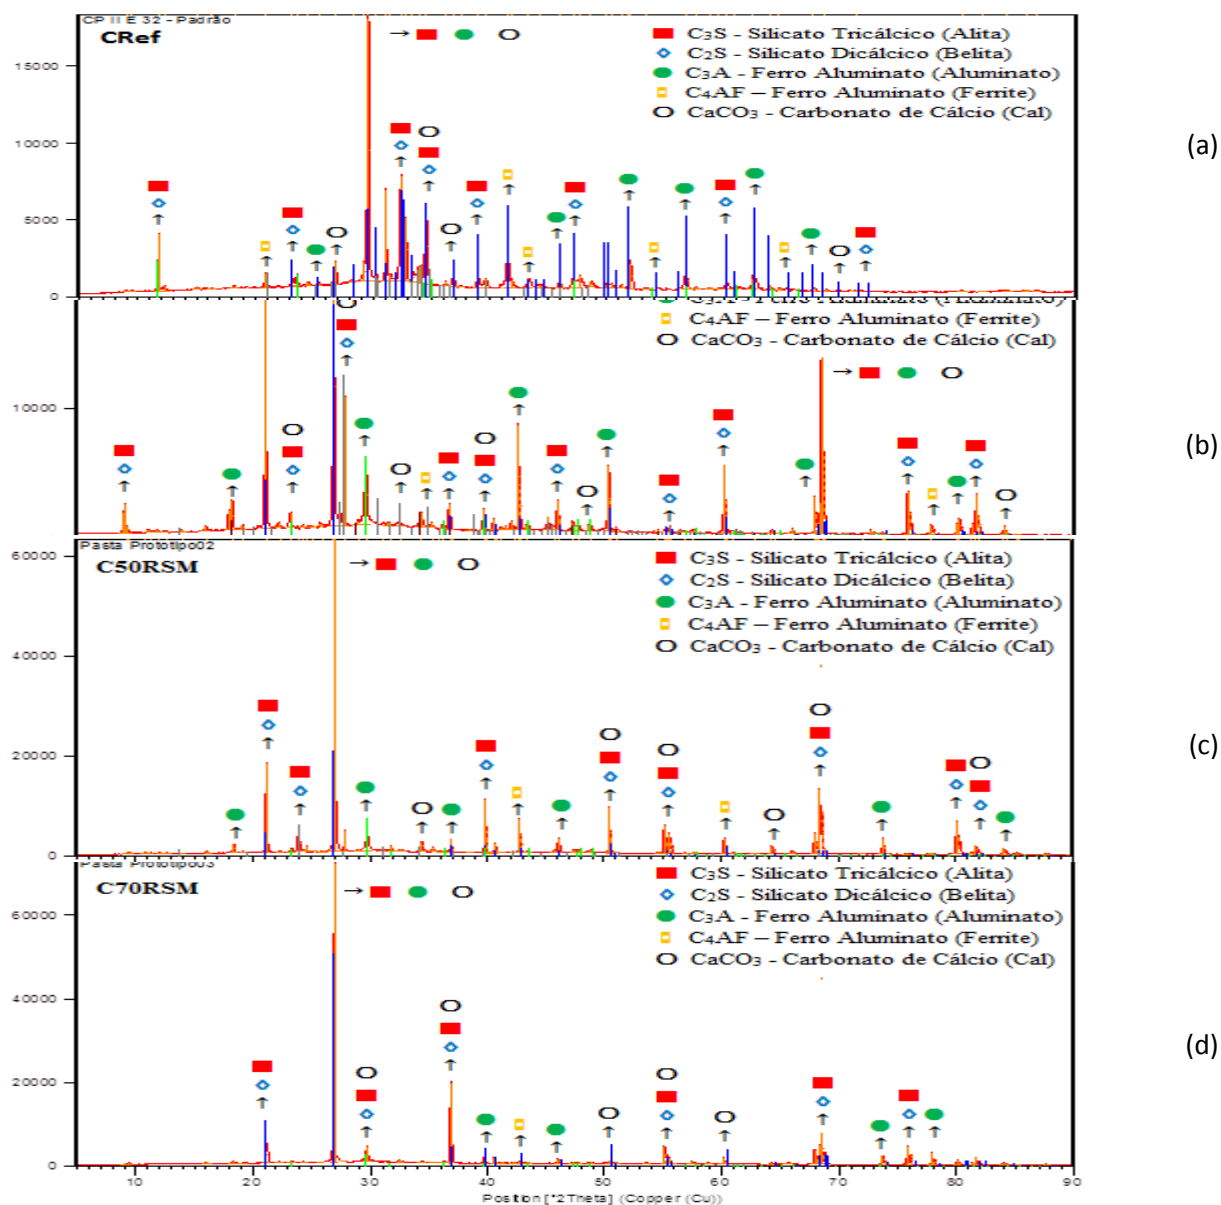 CP II E 32 - Padrão
CRef
C₃S - Silicato Tricálcico (Alita)
C₂S - Silicato Dicálcico (Belita)
C₃A - Ferro Aluminato (Aluminato)
C₄AF – Ferro Aluminato (Ferrite)
CaCO₃ - Carbonato de Cálcio (Cal)
15000
10000
5000
0
(a)
C₄AF – Ferro Aluminato (Ferrite)
CaCO₃ - Carbonato de Cálcio (Cal)
10000
(b)
Pasta Prototipo02
C50RSM
C₃S - Silicato Tricálcico (Alita)
C₂S - Silicato Dicálcico (Belita)
C₃A - Ferro Aluminato (Aluminato)
C₄AF – Ferro Aluminato (Ferrite)
CaCO₃ - Carbonato de Cálcio (Cal)
60000
40000
20000
0
(c)
Pasta Prototipo03
C70RSM
C₃S - Silicato Tricálcico (Alita)
C₂S - Silicato Dicálcico (Belita)
C₃A - Ferro Aluminato (Aluminato)
C₄AF – Ferro Aluminato (Ferrite)
CaCO₃ - Carbonato de Cálcio (Cal)
60000
40000
20000
0
(d)
10 20 30 40 50 60 70 80 90
Position [°2Theta] (Copper (Cu))